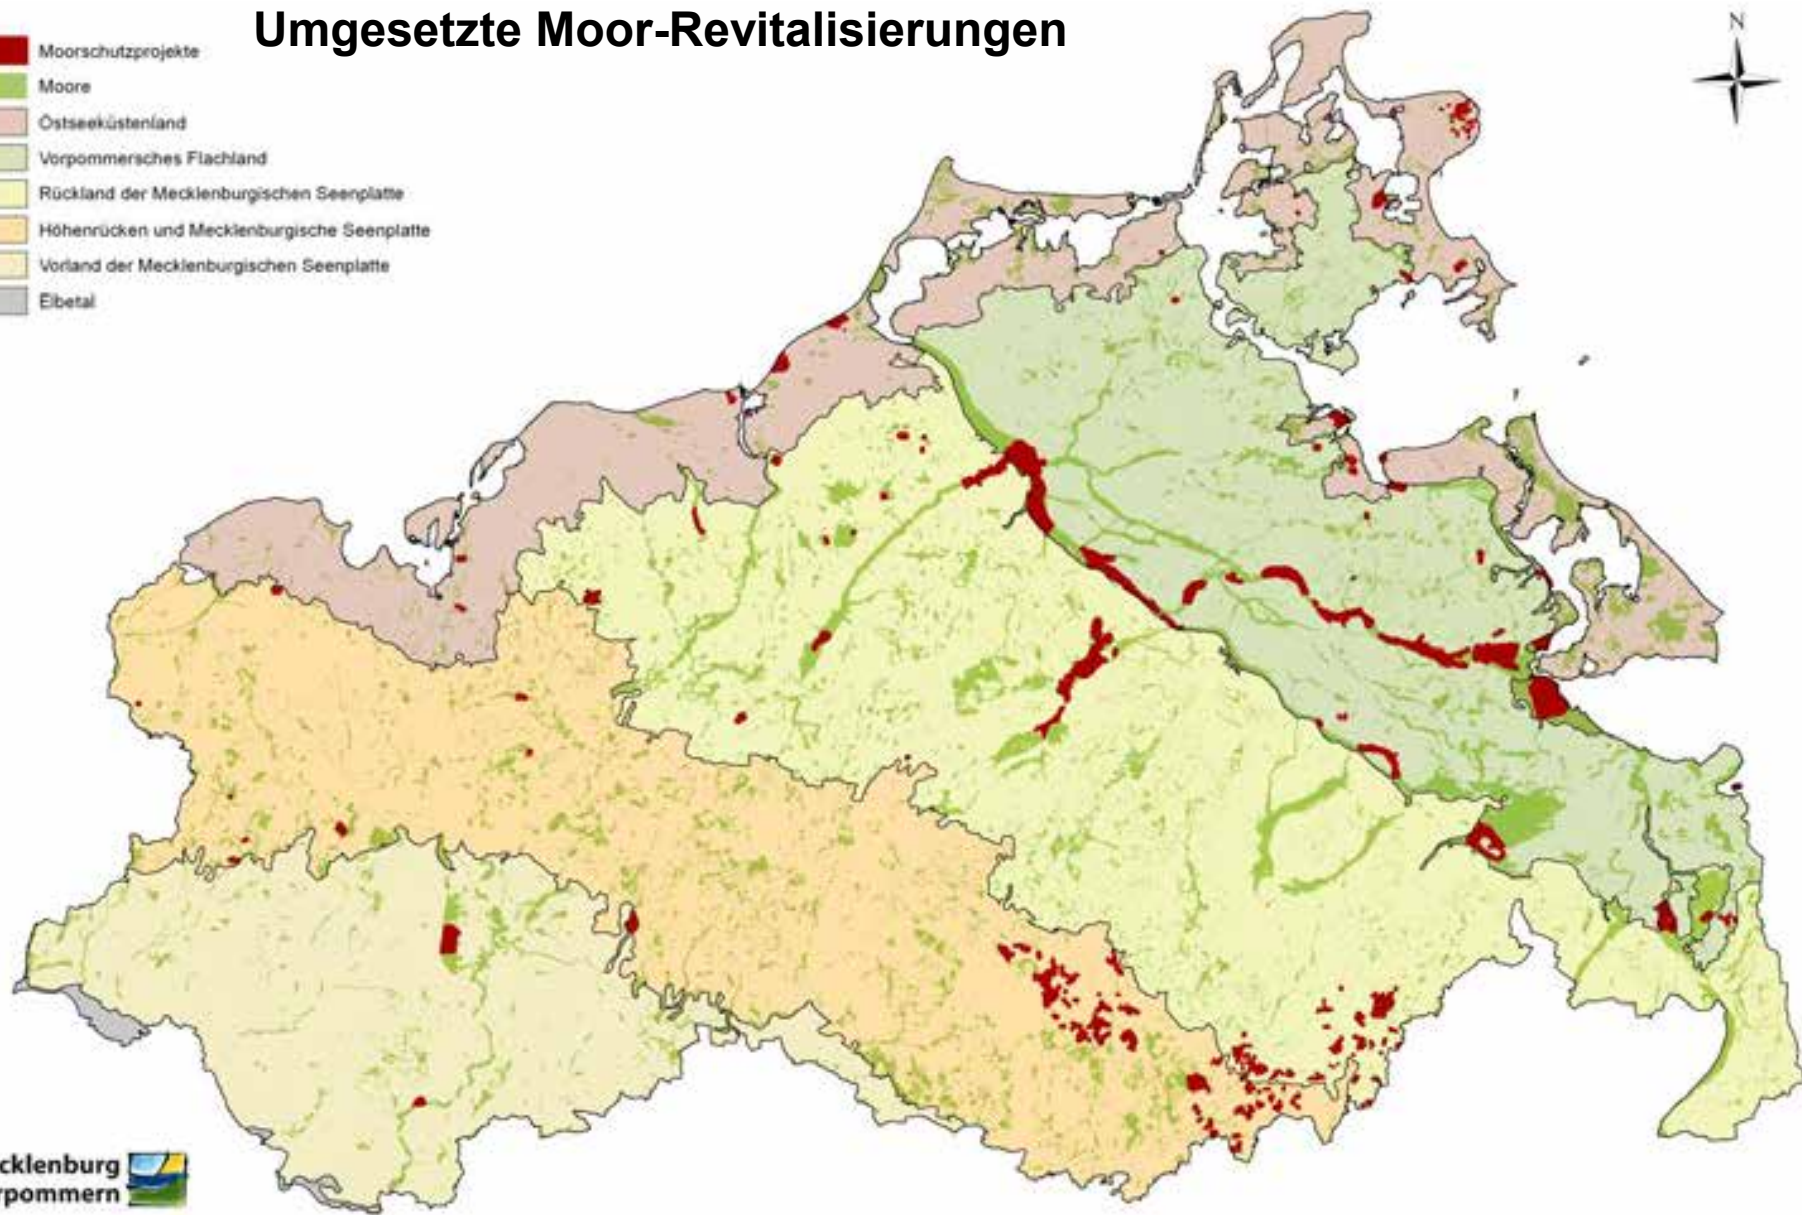 Umgesetzte Moor-Revitalisierungen
N
Moorschutzprojekte
Moore
Ostseeküstenland
Vorpommersches Flachland
Rückland der Mecklenburgischen Seenplatte
Höhenrücken und Mecklenburgische Seenplatte
Vorland der Mecklenburgischen Seenplatte
Elbetal
cklenburg
rpommern